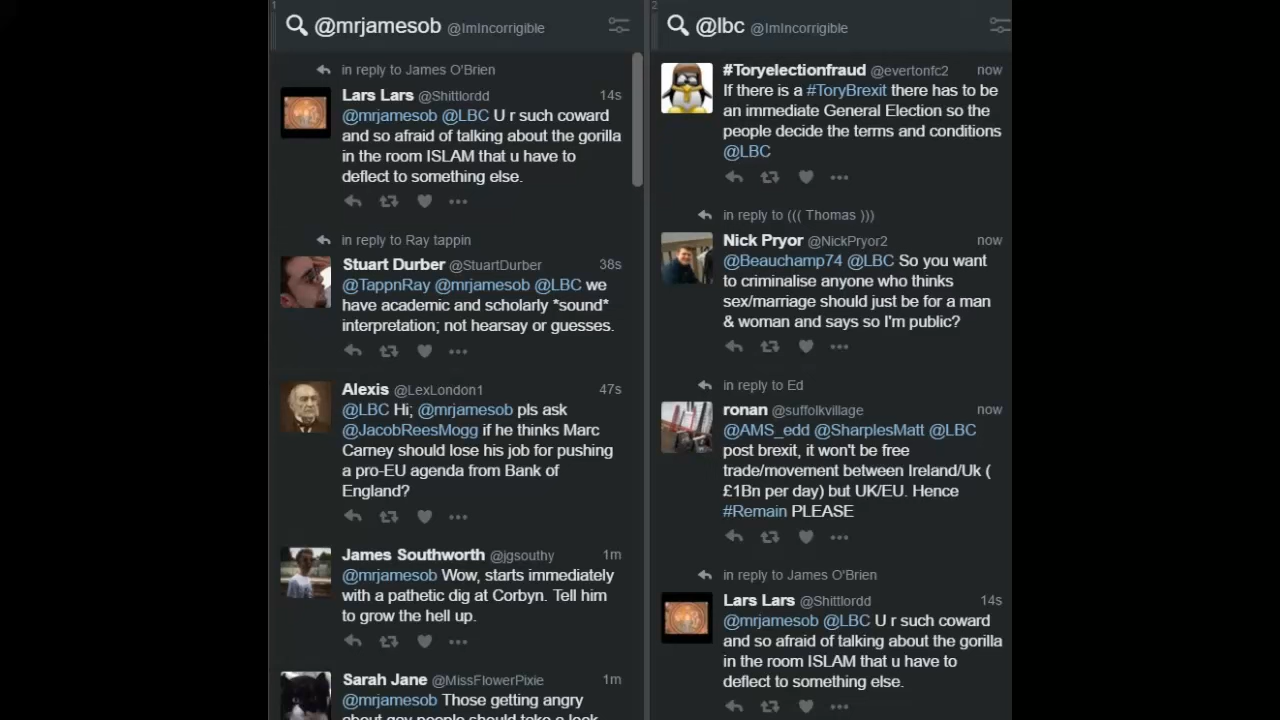 1
@mrjamesob @ImIncorrigible
in reply to James O'Brien
Lars Lars @Shittlordd 14s
@mrjamesob @LBC U r such coward
and so afraid of talking about the gorilla
in the room ISLAM that u have to
deflect to something else.
in reply to Ray tappin
Stuart Durber @StuartDurber 38s
@TappnRay @mrjamesob @LBC we
have academic and scholarly *sound*
interpretation; not hearsay or guesses.
Alexis @LexLondon1 47s
@LBC Hi; @mrjamesob pls ask
@JacobReesMogg if he thinks Marc
Carney should lose his job for pushing
a pro-EU agenda from Bank of
England?
James Southworth @jgsouthy 1m
@mrjamesob Wow, starts immediately
with a pathetic dig at Corbyn. Tell him
to grow the hell up.
Sarah Jane @MissFlowerPixie 1m
@mrjamesob Those getting angry
about gay people should take a look
2
@lbc @ImIncorrigible
#Toryelectionfraud @evertonfc2 now
If there is a #ToryBrexit there has to be
an immediate General Election so the
people decide the terms and conditions
@LBC
in reply to ((( Thomas )))
Nick Pryor @NickPryor2 now
@Beauchamp74 @LBC So you want
to criminalise anyone who thinks
sex/marriage should just be for a man
& woman and says so I'm public?
in reply to Ed
ronan @suffolkvillage now
@AMS_edd @SharplesMatt @LBC
post brexit, it won't be free
trade/movement between Ireland/Uk (
£1Bn per day) but UK/EU. Hence
#Remain PLEASE
in reply to James O'Brien
Lars Lars @Shittlordd 14s
@mrjamesob @LBC U r such coward
and so afraid of talking about the gorilla
in the room ISLAM that u have to
deflect to something else.